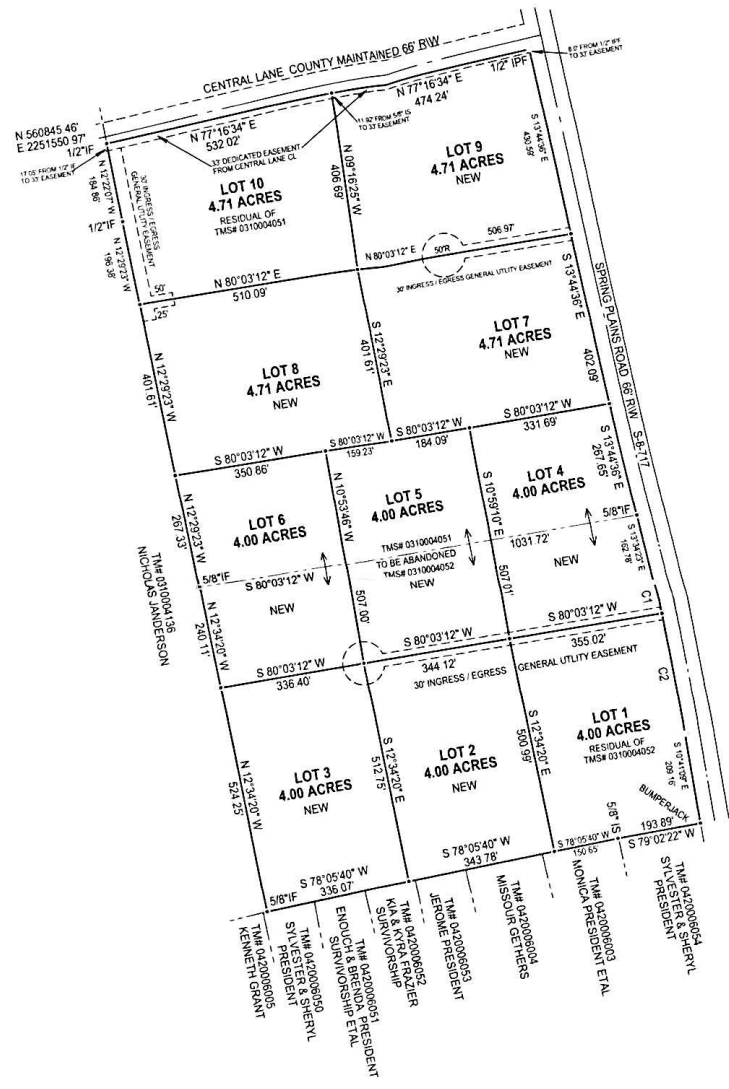 CENTRAL LANE COUNTY MAINTAINED 66' R/W
8.0' FROM 1/2" IPF
TO 33' EASEMENT
1/2" IPF
N 77°16'34" E
474.24'
11.92' FROM 5/8" IS
TO 33' EASEMENT
N 560845.46'
E 2251550.97'
1/2"IF
N 77°16'34" E
532.02'
33' DEDICATED EASEMENT
FROM CENTRAL LANE CL
17.05' FROM 1/2" IF
TO 33' EASEMENT
N 12°22'07" W
184.86'
1/2"IF
N 12°29'23" W
196.36'
30' INGRESS / EGRESS
GENERAL UTLITY EASEMENT
50'
25'
LOT 10
4.71 ACRES
RESIDUAL OF
TMS# 0310004051
N 09°16'25" W
406.69'
LOT 9
4.71 ACRES
NEW
S 13°44'36" E
430.59'
N 80°03'12" E
50'R
506.97'
30' INGRESS / EGRESS GENERAL UTLITY EASEMENT
N 80°03'12" E
510.09'
SPRING PLAINS ROAD 66' R/W S-8-717
S 13°44'36" E
402.09'
LOT 7
4.71 ACRES
NEW
S 12°29'23" E
401.61'
LOT 8
4.71 ACRES
NEW
N 12°29'23" W
401.61'
S 80°03'12" W
350.86'
S 80°03'12" W
159.23'
S 80°03'12" W
184.09'
S 80°03'12" W
331.69'
S 13°44'36" E
267.65'
LOT 4
4.00 ACRES
NEW
5/8"IF
S 13°34'23" E
162.78'
C1
S 10°59'10" E
507.01'
1031.72'
LOT 5
4.00 ACRES
TMS# 0310004051
TO BE ABANDONED
TMS# 0310004052
NEW
N 10°53'46" W
507.00'
LOT 6
4.00 ACRES
N 12°29'23" W
267.33'
5/8"IF
S 80°03'12" W
NEW
TM# 0310004136
NICHOLAS JANDERSON
N 12°34'20" W
240.11'
S 80°03'12" W
336.40'
S 80°03'12" W
344.12'
S 80°03'12" W
355.02'
30' INGRESS / EGRESS GENERAL UTLITY EASEMENT
C2
LOT 1
4.00 ACRES
RESIDUAL OF
TMS# 0310004052
S 10°41'09" E
209.16'
BUMPERJACK
S 12°34'20" E
500.99'
LOT 2
4.00 ACRES
NEW
S 12°34'20" E
512.75'
LOT 3
4.00 ACRES
NEW
N 12°34'20" W
524.25'
5/8"IF
S 78°05'40" W
336.07'
S 78°05'40" W
343.78'
S 78°05'40" W
150.65'
5/8" IS
193.89'
S 79°02'22" W
TM# 0420006005
KENNETH GRANT
TM# 0420006050
SYLVESTER & SHERYL
PRESIDENT
TM# 0420006051
ENOUCH & BRENDA PRESIDENT
SURVIVORSHIP ETAL
TM# 0420006052
KIA & KYRA FRAZIER
SURVIVORSHIP
TM# 0420006053
JEROME PRESIDENT
TM# 0420006004
MISSOUR GETHERS
TM# 0420006003
MONICA PRESIDENT ETAL
TM# 0420006054
SYLVESTER & SHERYL
PRESIDENT